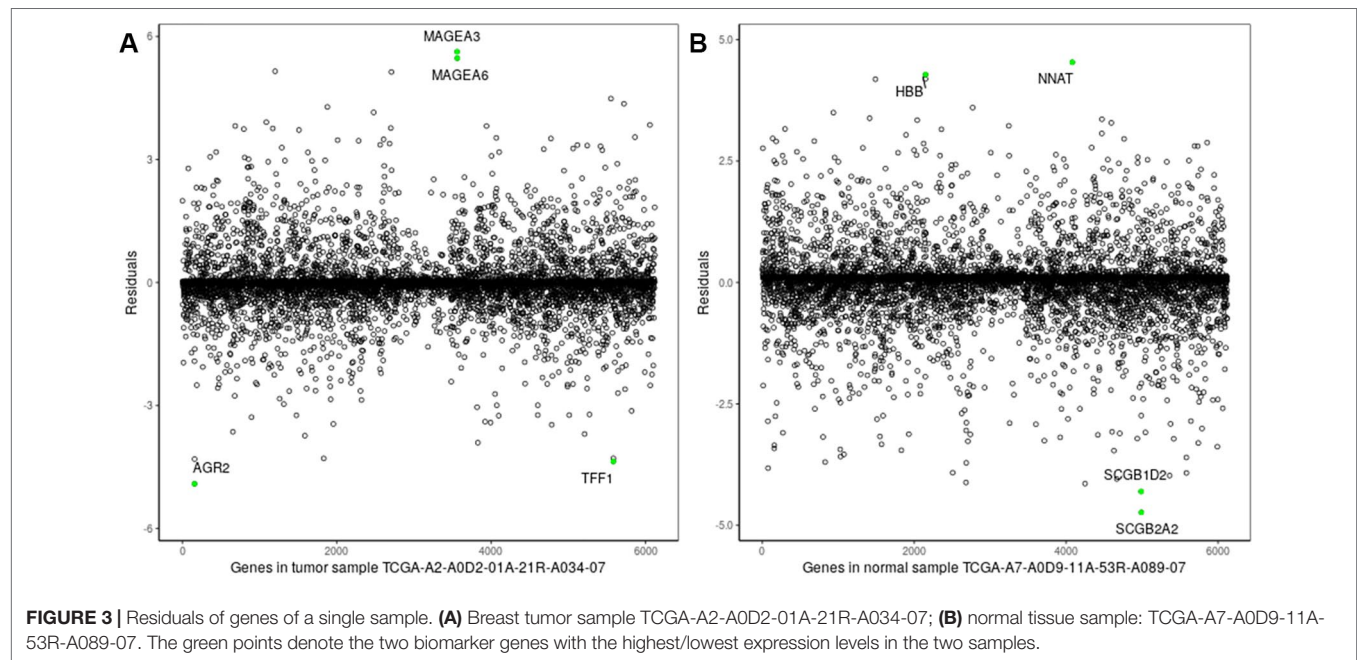 A
6
3
0
-3
-6
Residuals
MAGEA3
MAGEA6
AGR2
TFF1
0
2000
4000
6000
Genes in tumor sample TCGA-A2-A0D2-01A-21R-A034-07
B
5.0
2.5
0.0
-2.5
-5.0
Residuals
HBB
NNAT
SCGB1D2
SCGB2A2
0
2000
4000
6000
Genes in normal sample TCGA-A7-A0D9-11A-53R-A089-07
FIGURE 3 | Residuals of genes of a single sample. (A) Breast tumor sample TCGA-A2-A0D2-01A-21R-A034-07; (B) normal tissue sample: TCGA-A7-A0D9-11A-
53R-A089-07. The green points denote the two biomarker genes with the highest/lowest expression levels in the two samples.